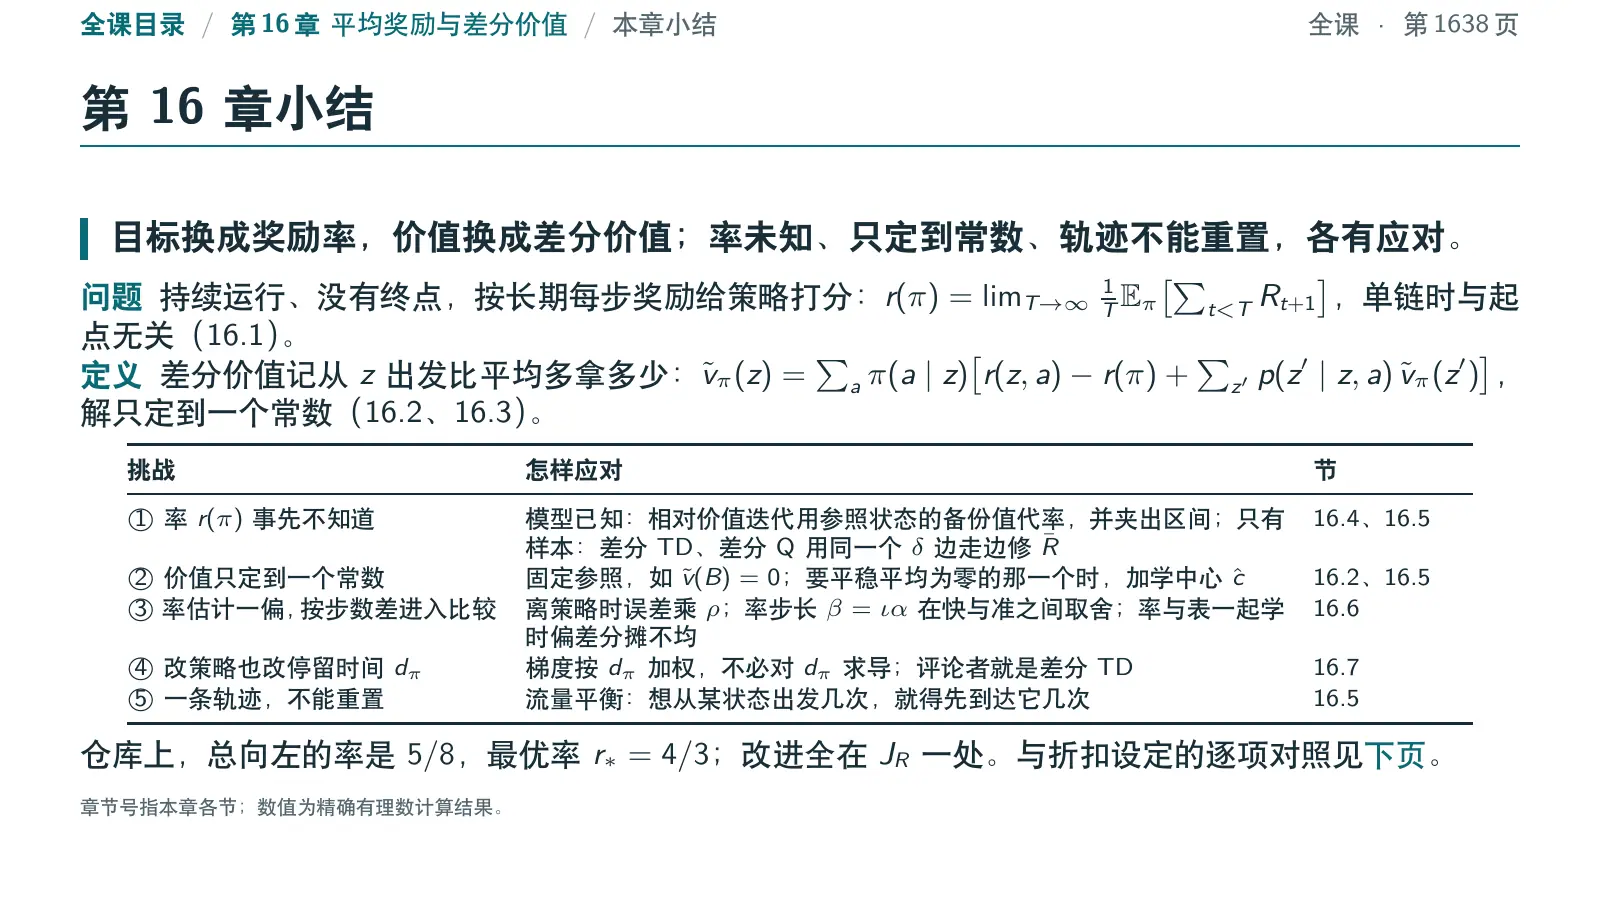 全课目录 / 第 16 章 平均奖励与差分价值 / 本章小结
全课 · 第 1638 页
第 16 章小结
目标换成奖励率，价值换成差分价值；率未知、只定到常数、轨迹不能重置，各有应对。
问题 持续运行、没有终点，按长期每步奖励给策略打分：r(π) = lim_{T→∞} 1/T 𝔼_π[∑_{t<T} R_{t+1}]，单链时与起
点无关（16.1）。
定义 差分价值记从 z 出发比平均多拿多少：ṽ_π(z) = ∑_a π(a | z)[r(z, a) − r(π) + ∑_{z′} p(z′ | z, a) ṽ_π(z′)]，
解只定到一个常数（16.2、16.3）。
挑战 怎样应对 节
① 率 r(π) 事先不知道 模型已知：相对价值迭代用参照状态的备份值代率，并夹出区间；只有 16.4、16.5
样本：差分 TD、差分 Q 用同一个 δ 边走边修 R̄
② 价值只定到一个常数 固定参照，如 ṽ(B) = 0；要平稳平均为零的那一个时，加学中心 ĉ 16.2、16.5
③ 率估计一偏，按步数差进入比较 离策略时误差乘 ρ；率步长 β = ια 在快与准之间取舍；率与表一起学 16.6
时偏差分摊不均
④ 改策略也改停留时间 d_π 梯度按 d_π 加权，不必对 d_π 求导；评论者就是差分 TD 16.7
⑤ 一条轨迹，不能重置 流量平衡：想从某状态出发几次，就得先到达它几次 16.5
仓库上，总向左的率是 5/8，最优率 r_* = 4/3；改进全在 J_R 一处。与折扣设定的逐项对照见下页。
章节号指本章各节；数值为精确有理数计算结果。